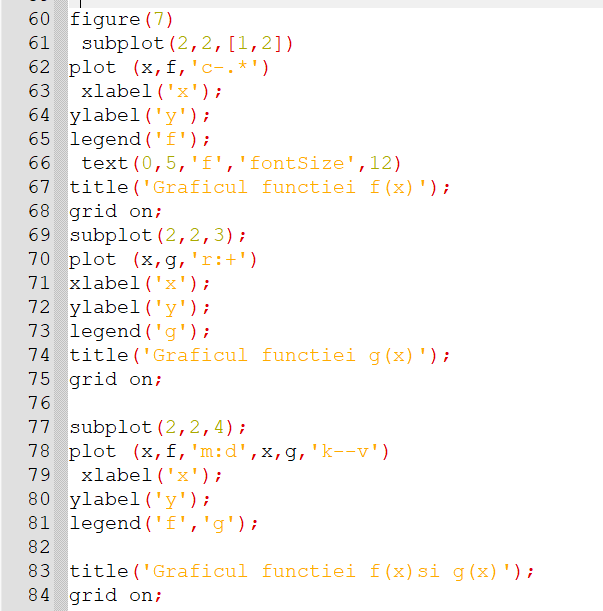 60 figure(7)
61  subplot(2,2,[1,2])
62 plot (x,f,'c-.*')
63  xlabel('x');
64 ylabel('y');
65 legend('f');
66  text(0,5,'f','fontSize',12)
67 title('Graficul functiei f(x)');
68 grid on;
69 subplot(2,2,3);
70 plot (x,g,'r:+')
71 xlabel('x');
72 ylabel('y');
73 legend('g');
74 title('Graficul functiei g(x)');
75 grid on;
76
77 subplot(2,2,4);
78 plot (x,f,'m:d',x,g,'k--v')
79  xlabel('x');
80 ylabel('y');
81 legend('f','g');
82
83 title('Graficul functiei f(x)si g(x)');
84 grid on;